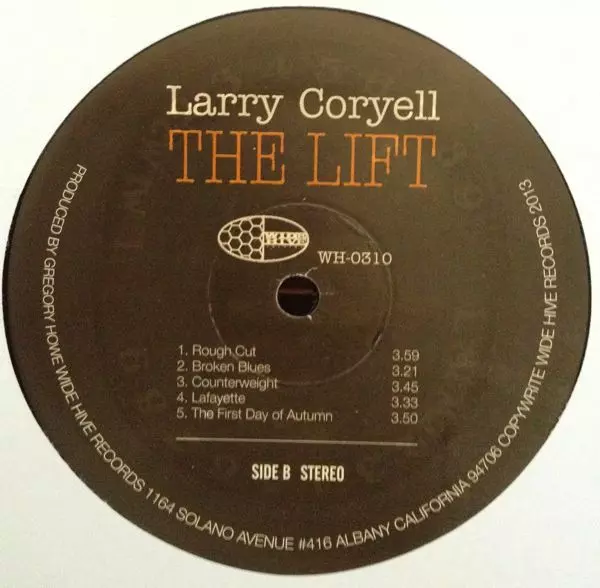 Larry Coryell
THE LIFT
WIDE HIVE
WH-0310
1. Rough Cut 3.59
2. Broken Blues 3.21
3. Counterweight 3.45
4. Lafayette 3.33
5. The First Day of Autumn 3.50
SIDE B STEREO
PRODUCED BY GREGORY HOWE WIDE HIVE RECORDS 1164 SOLANO AVENUE #416 ALBANY CALIFORNIA 94706 COPYWRITE WIDE HIVE RECORDS 2013